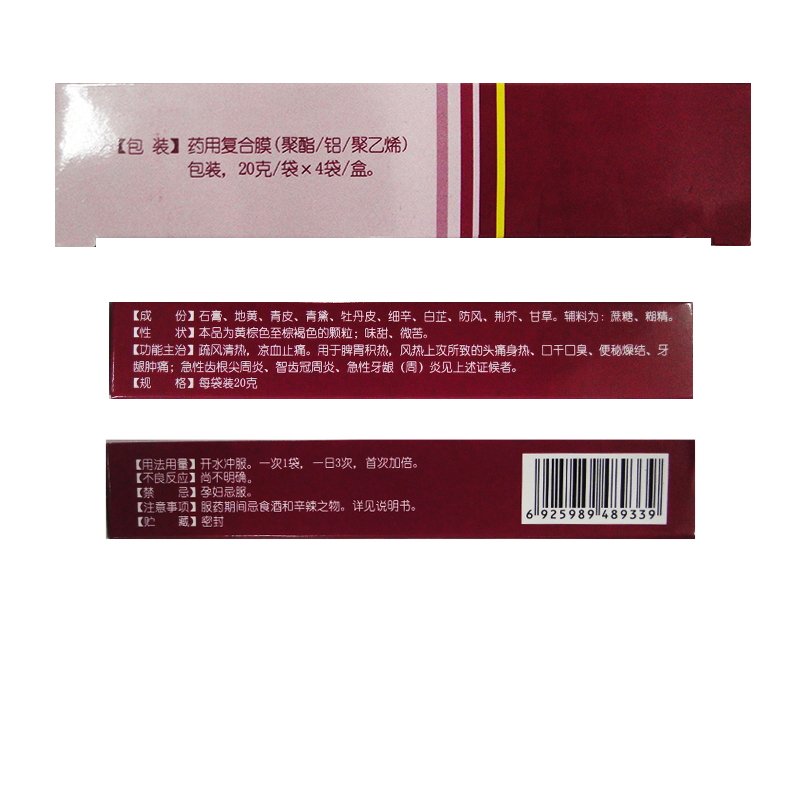 【包 装】药用复合膜(聚酯/铝/聚乙烯)
包装，20克/袋×4袋/盒。
【成 份】石膏、地黄、青皮、青黛、牡丹皮、细辛、白芷、防风、荆芥、甘草。辅料为：蔗糖、糊精。
【性 状】本品为黄棕色至棕褐色的颗粒；味甜、微苦。
【功能主治】疏风清热，凉血止痛。用于脾胃积热，风热上攻所致的头痛身热、口干口臭、便秘燥结、牙
龈肿痛；急性齿根尖周炎、智齿冠周炎、急性牙龈（周）炎见上述证候者。
【规 格】每袋装20克
【用法用量】开水冲服。一次1袋，一日3次，首次加倍。
【不良反应】尚不明确。
【禁 忌】孕妇忌服。
【注意事项】服药期间忌食酒和辛辣之物。详见说明书。
【贮 藏】密封
6 925989 489339